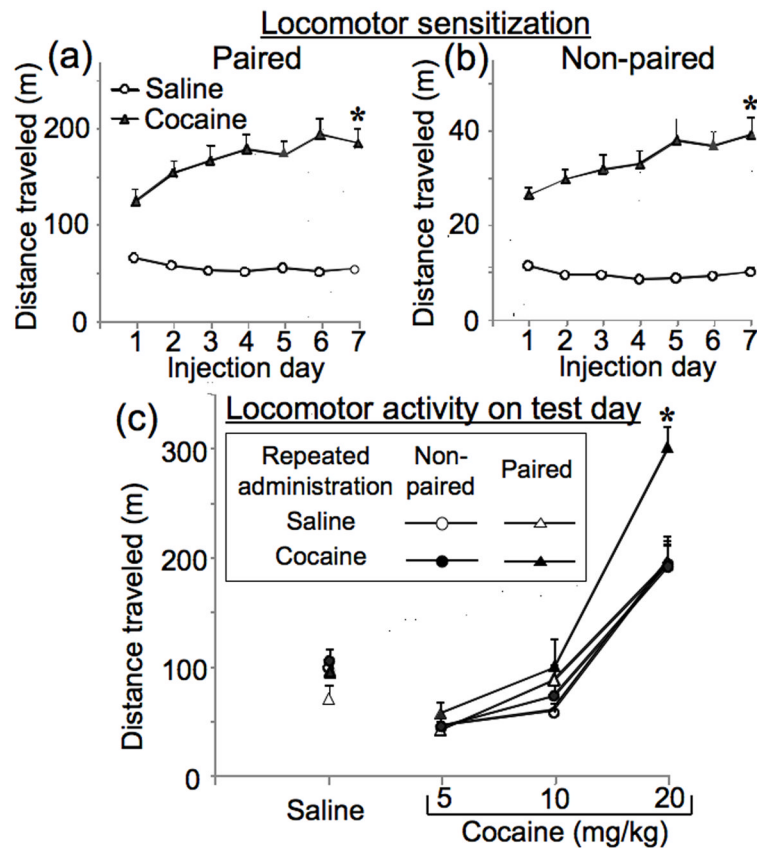 Locomotor sensitization
(a) Paired
Distance traveled (m)
Saline
Cocaine
*
200
100
0
1 2 3 4 5 6 7
Injection day
(b) Non-paired
Distance traveled (m)
*
40
20
0
1 2 3 4 5 6 7
Injection day
(c) Locomotor activity on test day
Distance traveled (m)
*
300
200
100
0
Repeated administration
Non-paired
Paired
Saline
Cocaine
Saline
5 10 20
Cocaine (mg/kg)